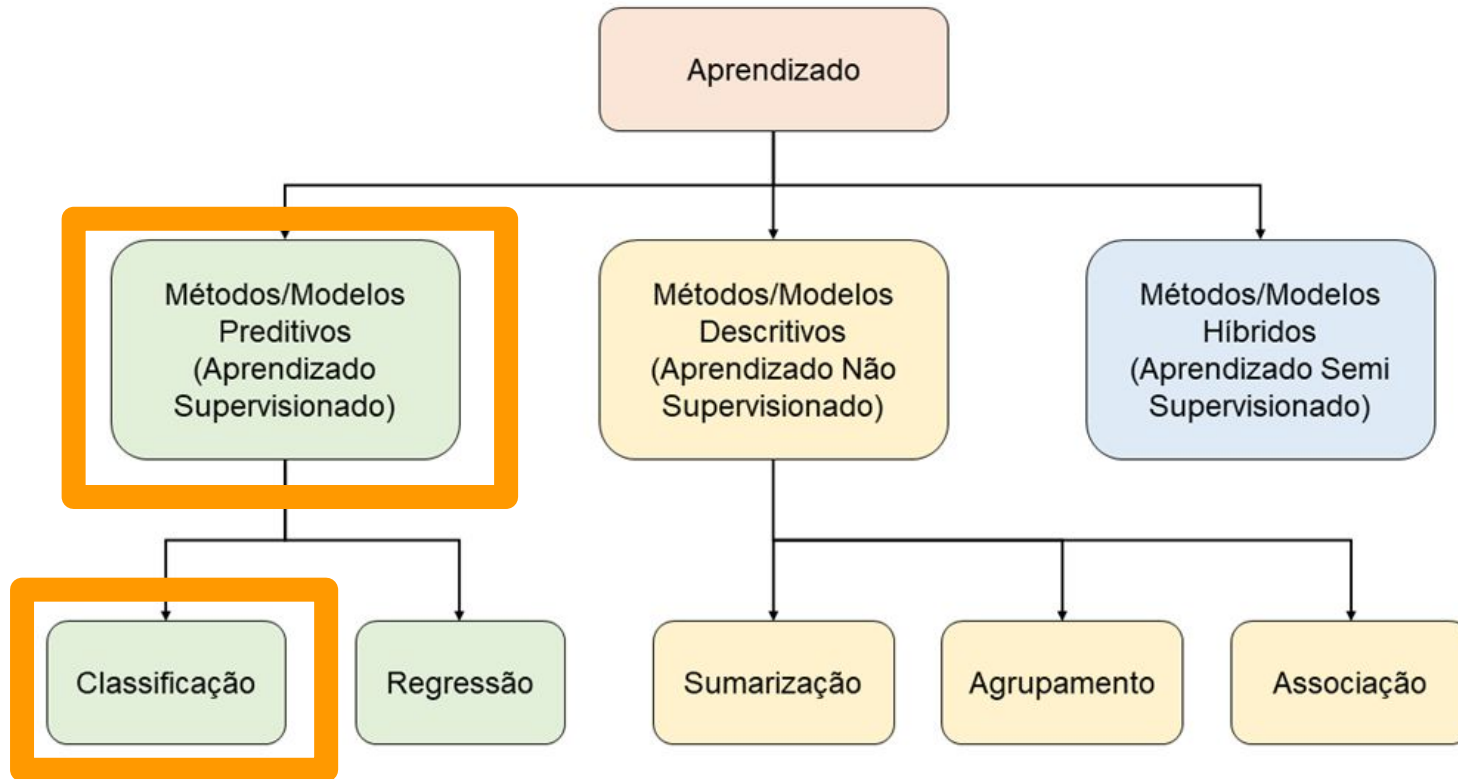 Aprendizado
Métodos/Modelos
Preditivos
(Aprendizado
Supervisionado)
Métodos/Modelos
Descritivos
(Aprendizado Não
Supervisionado)
Métodos/Modelos
Híbridos
(Aprendizado Semi
Supervisionado)
Classificação
Regressão
Sumarização
Agrupamento
Associação